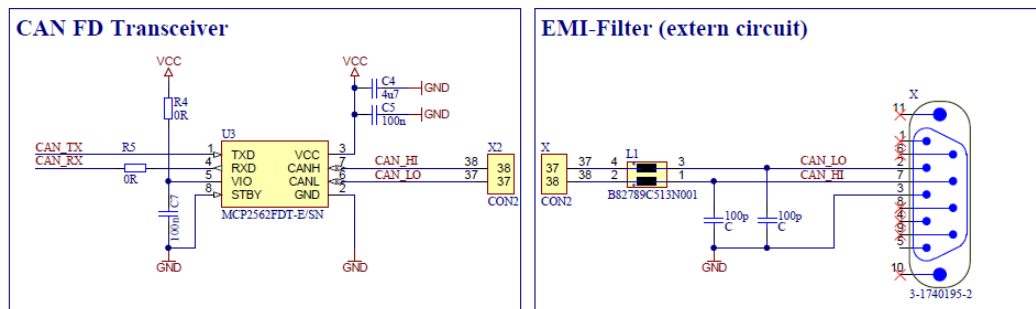 CAN FD Transceiver
VCC
R4
0R
VCC
C4
4u7
GND
C5
100n
GND
U3
CAN_TX
1
TXD
VCC
3
CAN_RX
R5
0R
4
RXD
CANH
7
CAN_HI
38
X2
38
5
VIO
CANL
6
CAN_LO
37
37
8
STBY
GND
2
CON2
MCP2562FDT-E/SN
C7
100n
GND
GND
EMI-Filter (extern circuit)
X
37
38
CON2
37
38
L1
4
3
2
1
B82789C513N001
CAN_LO
CAN_HI
100p
C
100p
C
GND
X
11
1
6
2
7
3
8
4
9
5
10
3-1740195-2